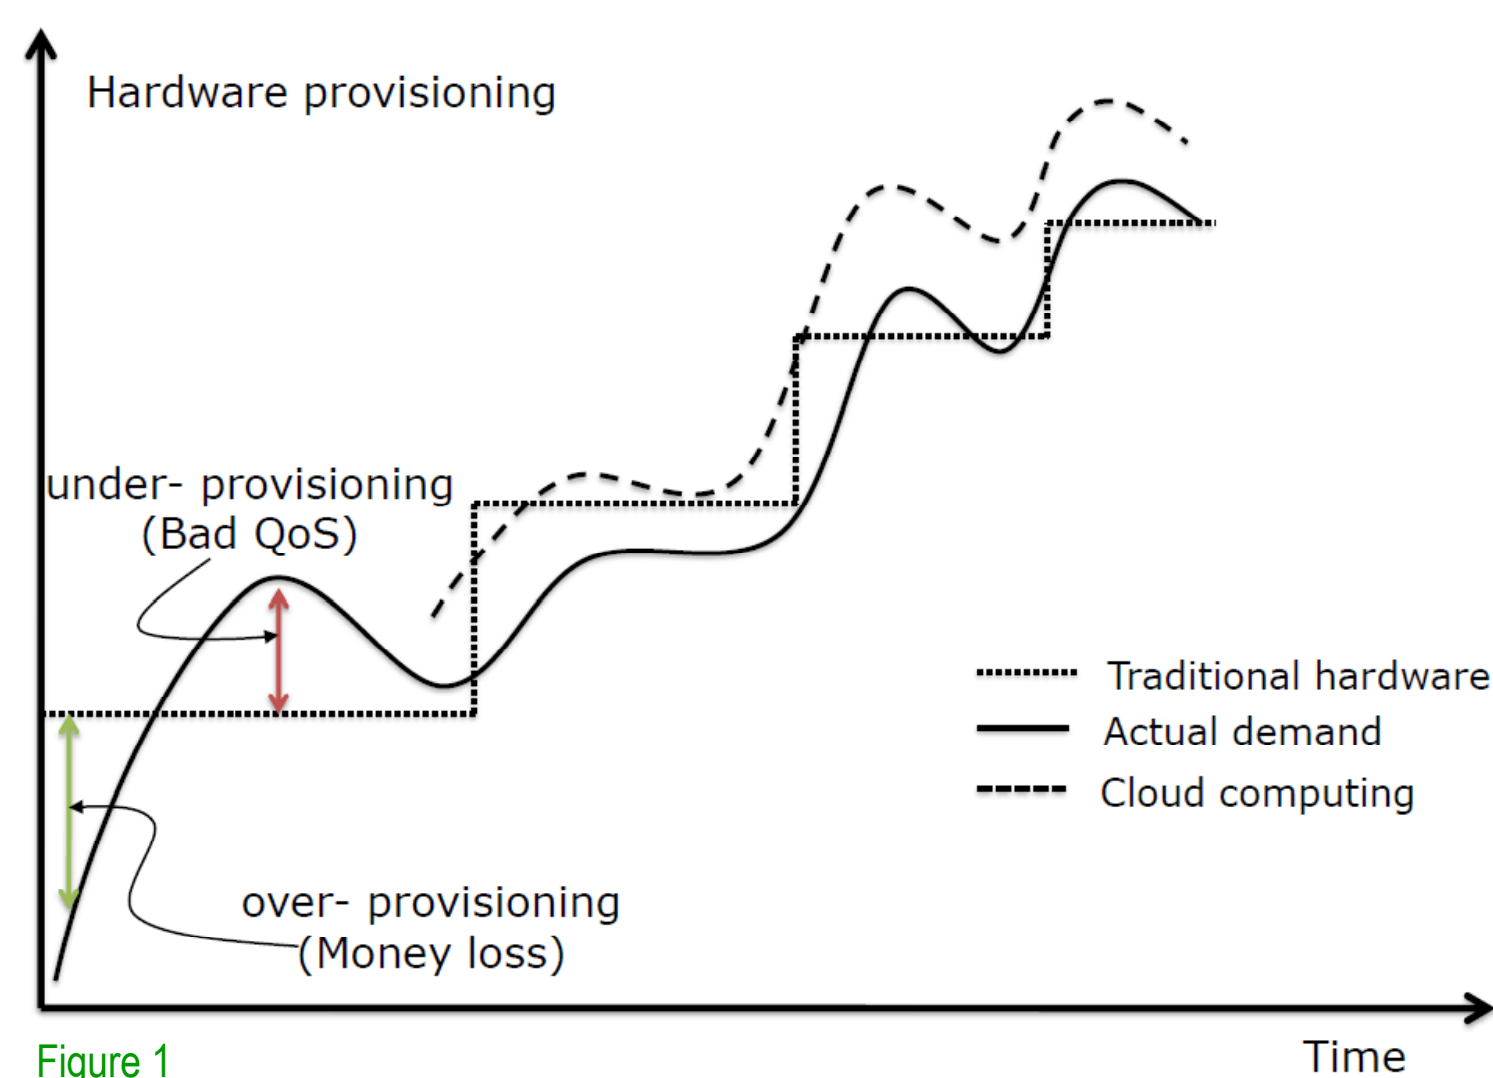 Hardware provisioning
under- provisioning
(Bad QoS)
Traditional hardware
Actual demand
Cloud computing
over- provisioning
(Money loss)
Time
Figure 1